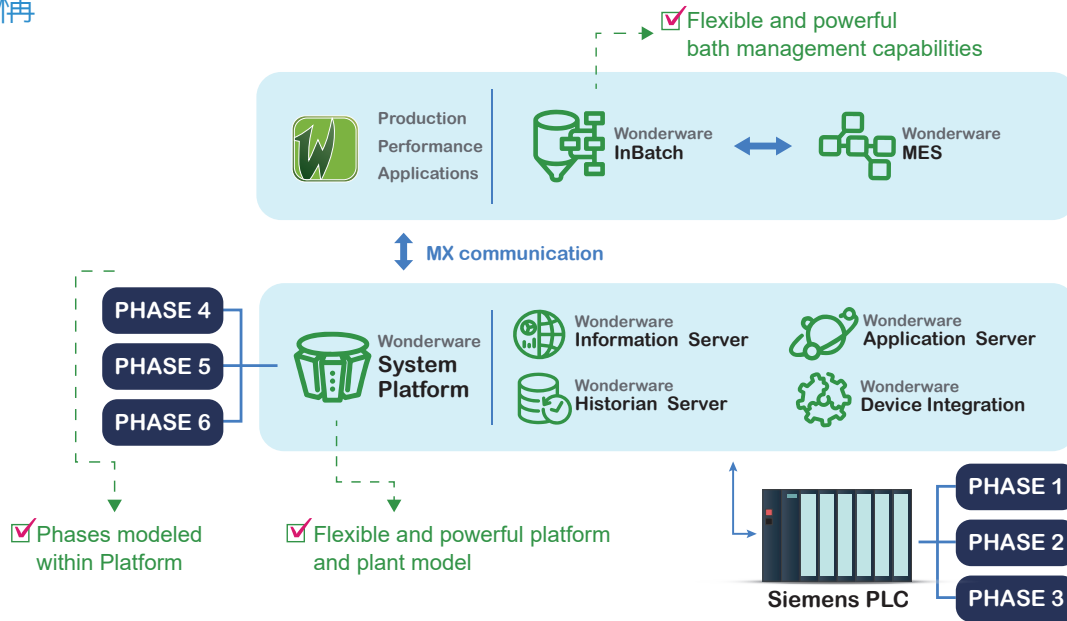 構
Flexible and powerful
bath management capabilities
Production
Performance
Applications
Wonderware
InBatch
Wonderware
MES
MX communication
PHASE 4
PHASE 5
PHASE 6
Wonderware
System
Platform
Wonderware
Information Server
Wonderware
Application Server
Wonderware
Historian Server
Wonderware
Device Integration
Phases modeled
within Platform
Flexible and powerful platform
and plant model
Siemens PLC
PHASE 1
PHASE 2
PHASE 3